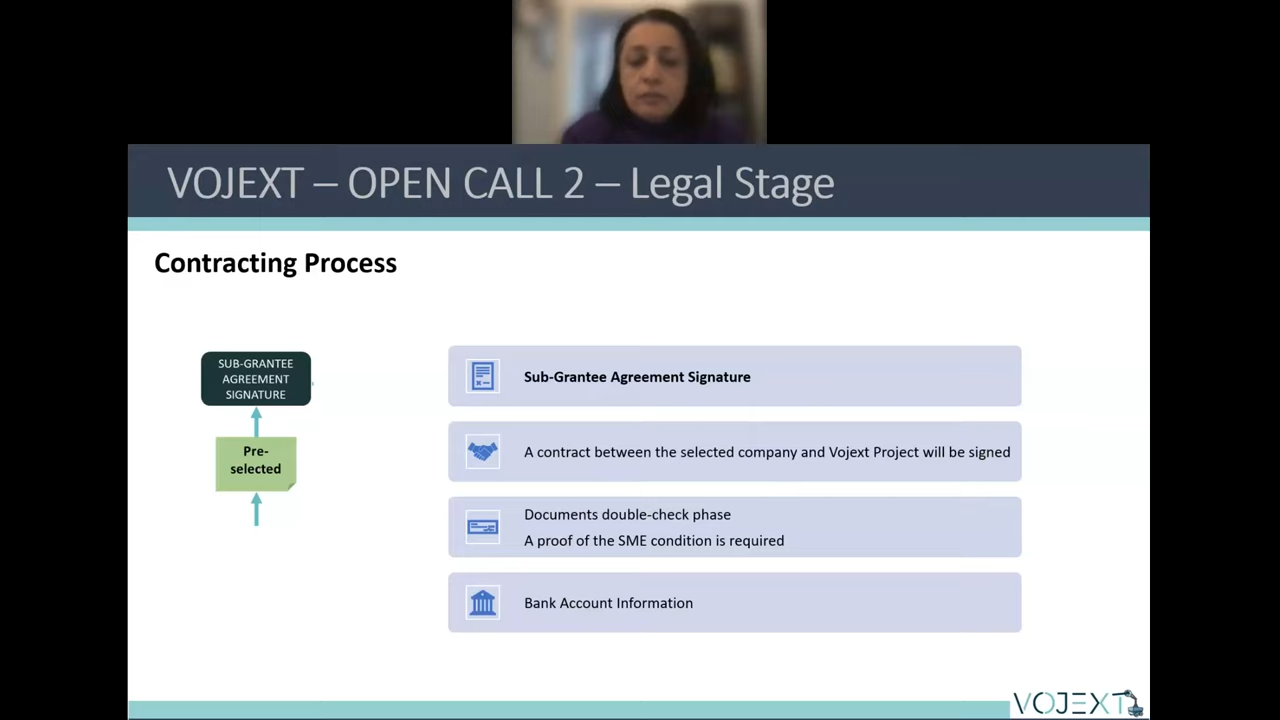 VOJEXT – OPEN CALL 2 – Legal Stage
Contracting Process
SUB-GRANTEE
AGREEMENT
SIGNATURE
Pre-
selected
Sub-Grantee Agreement Signature
A contract between the selected company and Vojext Project will be signed
Documents double-check phase
A proof of the SME condition is required
Bank Account Information
VOJEXT